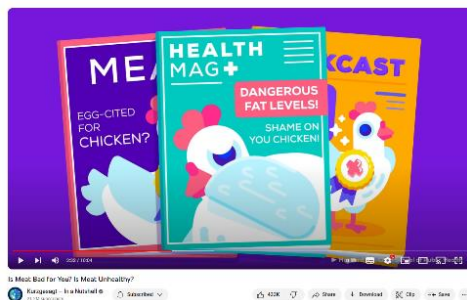 MEA
EGG-CITED
FOR
CHICKEN?
HEALTH
MAG+
DANGEROUS
FAT LEVELS!
SHAME ON
YOU CHICKEN!
CKCAST
Is Meat Bad for You? Is Meat Unhealthy?
Kurzgesagt – In a Nutshell
Subscribed
Share
Download
Clip
Save